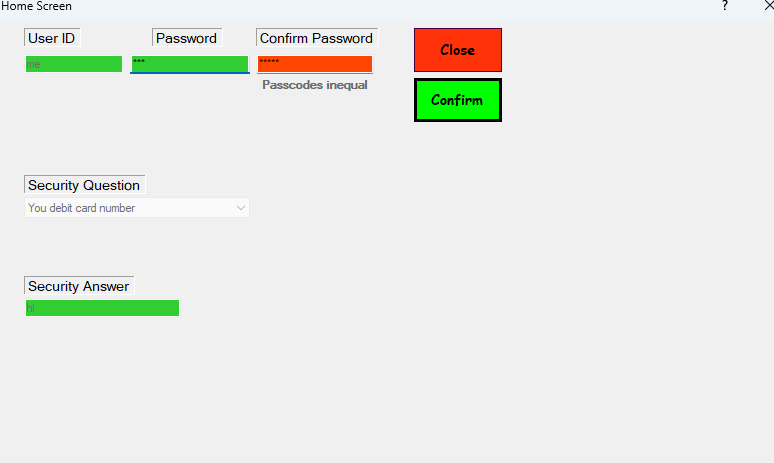 Home Screen
? X
User ID
Password
Confirm Password
Close
me
***
*****
Passcodes inequal
Confirm
Security Question
You debit card number
Security Answer
hi